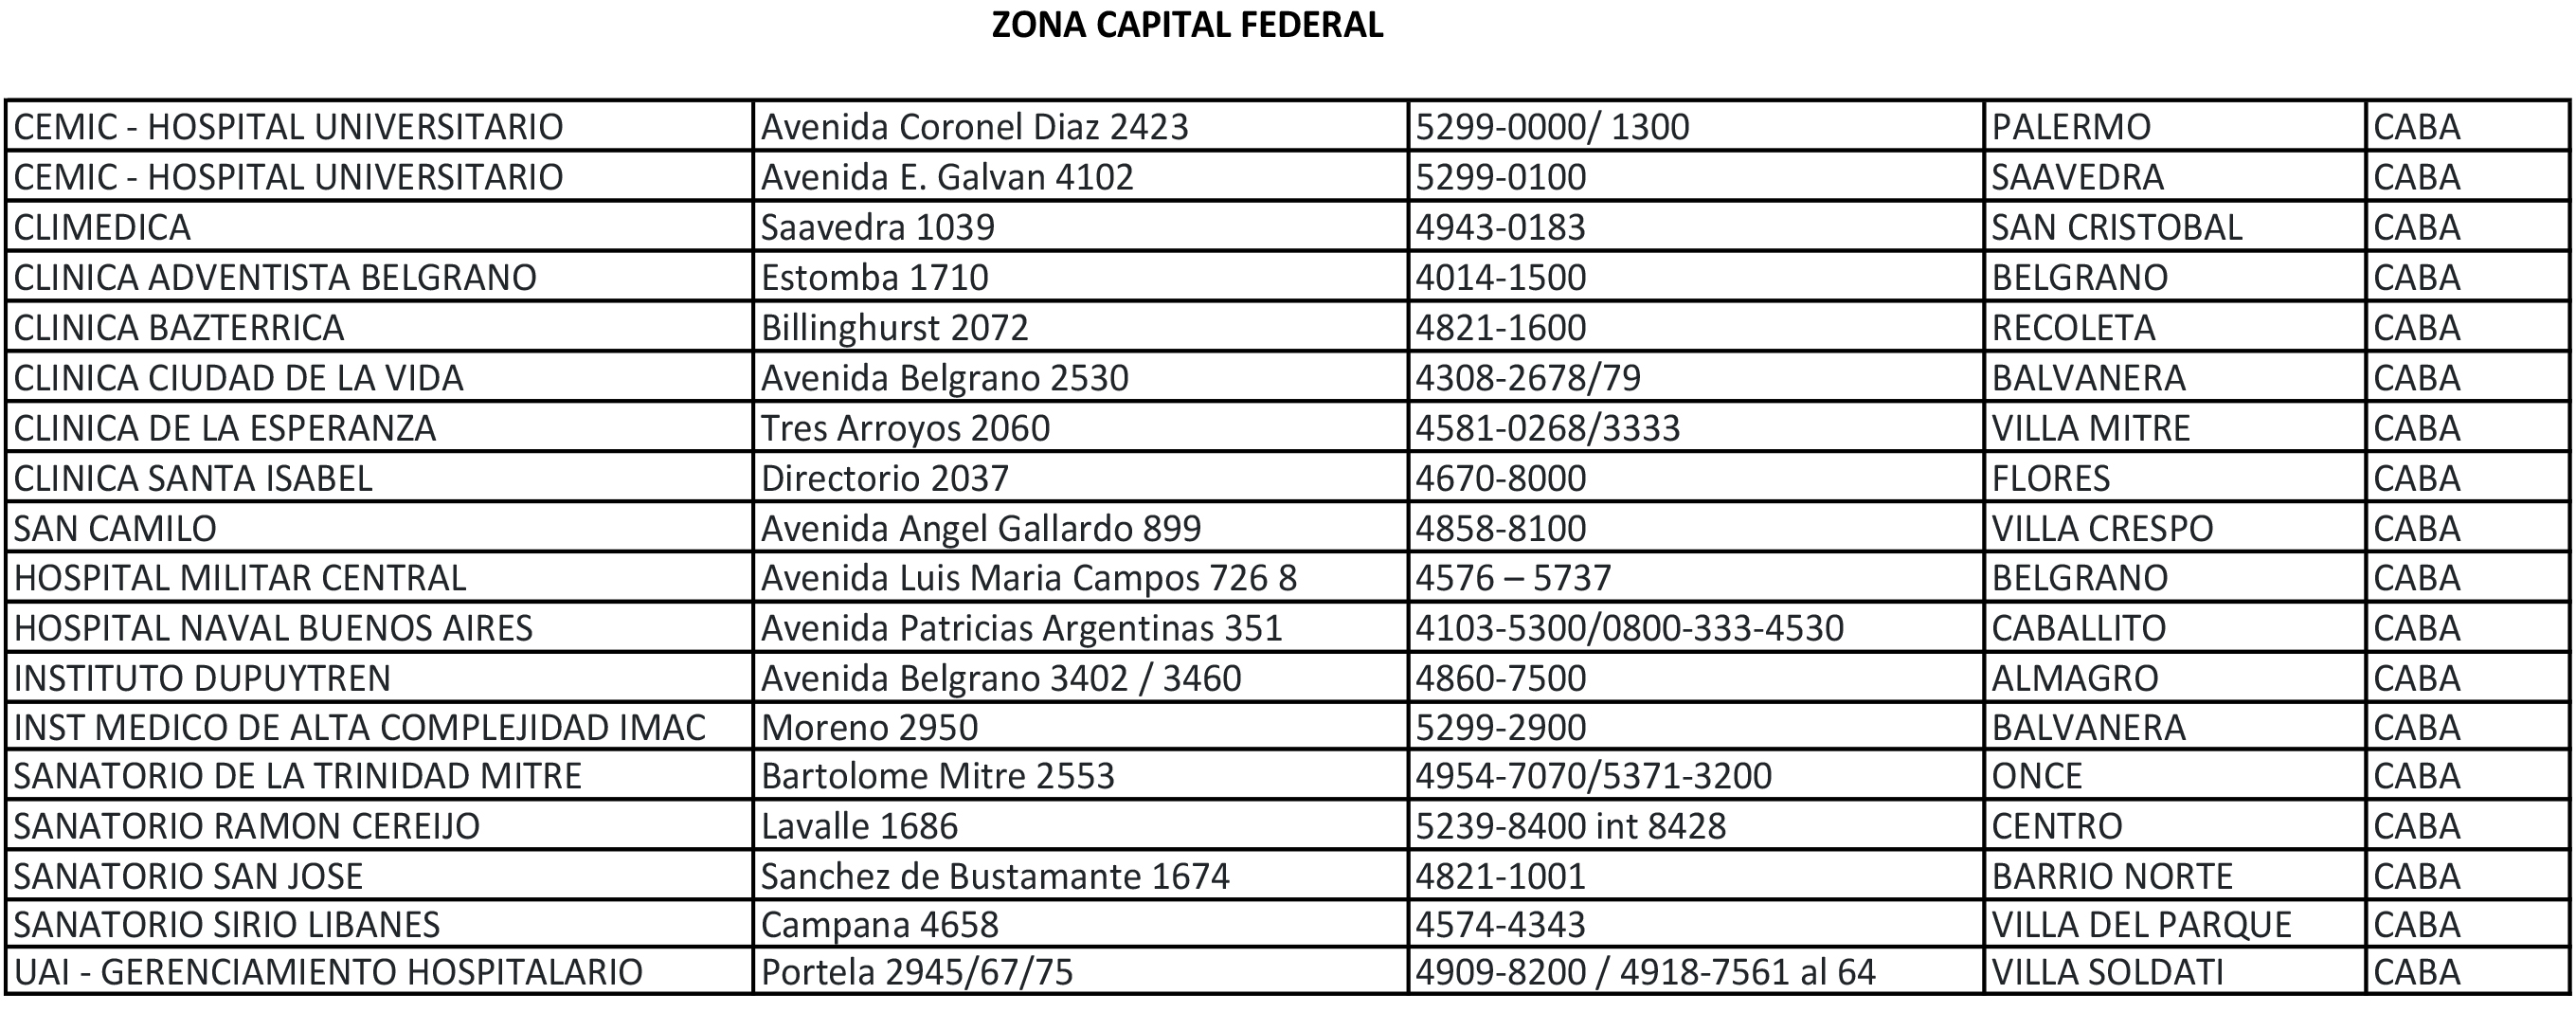 ZONA CAPITAL FEDERAL
CEMIC - HOSPITAL UNIVERSITARIO Avenida Coronel Diaz 2423 5299-0000/ 1300 PALERMO CABA
CEMIC - HOSPITAL UNIVERSITARIO Avenida E. Galvan 4102 5299-0100 SAAVEDRA CABA
CLIMEDICA Saavedra 1039 4943-0183 SAN CRISTOBAL CABA
CLINICA ADVENTISTA BELGRANO Estomba 1710 4014-1500 BELGRANO CABA
CLINICA BAZTERRICA Billinghurst 2072 4821-1600 RECOLETA CABA
CLINICA CIUDAD DE LA VIDA Avenida Belgrano 2530 4308-2678/79 BALVANERA CABA
CLINICA DE LA ESPERANZA Tres Arroyos 2060 4581-0268/3333 VILLA MITRE CABA
CLINICA SANTA ISABEL Directorio 2037 4670-8000 FLORES CABA
SAN CAMILO Avenida Angel Gallardo 899 4858-8100 VILLA CRESPO CABA
HOSPITAL MILITAR CENTRAL Avenida Luis Maria Campos 726 8 4576 – 5737 BELGRANO CABA
HOSPITAL NAVAL BUENOS AIRES Avenida Patricias Argentinas 351 4103-5300/0800-333-4530 CABALLITO CABA
INSTITUTO DUPUYTREN Avenida Belgrano 3402 / 3460 4860-7500 ALMAGRO CABA
INST MEDICO DE ALTA COMPLEJIDAD IMAC Moreno 2950 5299-2900 BALVANERA CABA
SANATORIO DE LA TRINIDAD MITRE Bartolome Mitre 2553 4954-7070/5371-3200 ONCE CABA
SANATORIO RAMON CEREIJO Lavalle 1686 5239-8400 int 8428 CENTRO CABA
SANATORIO SAN JOSE Sanchez de Bustamante 1674 4821-1001 BARRIO NORTE CABA
SANATORIO SIRIO LIBANES Campana 4658 4574-4343 VILLA DEL PARQUE CABA
UAI - GERENCIAMIENTO HOSPITALARIO Portela 2945/67/75 4909-8200 / 4918-7561 al 64 VILLA SOLDATI CABA